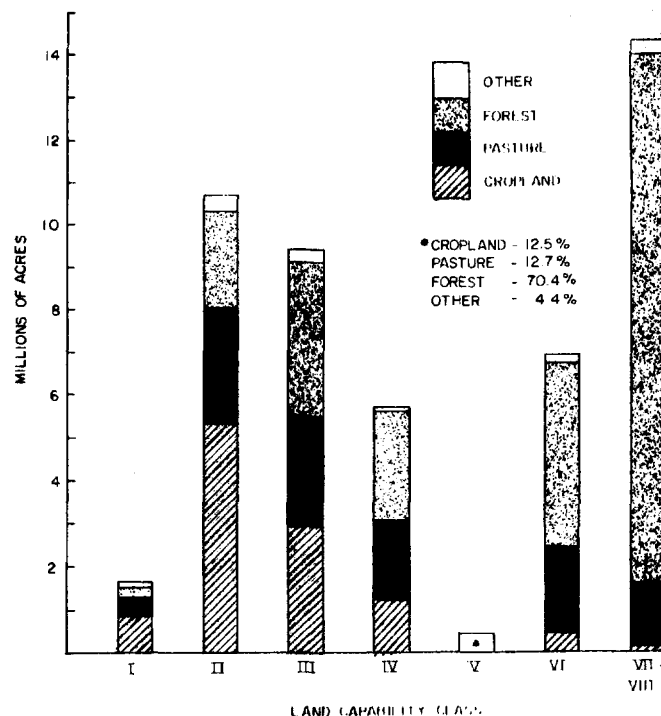 14
12
10
8
6
4
2
MILLIONS OF ACRES
OTHER
FOREST
PASTURE
CROPLAND
•CROPLAND - 12.5%
PASTURE - 12.7%
FOREST - 70.4%
OTHER - 4.4%
I
II
III
IV
V
VI
VII -
VIII
LAND CAPABILITY CLASS